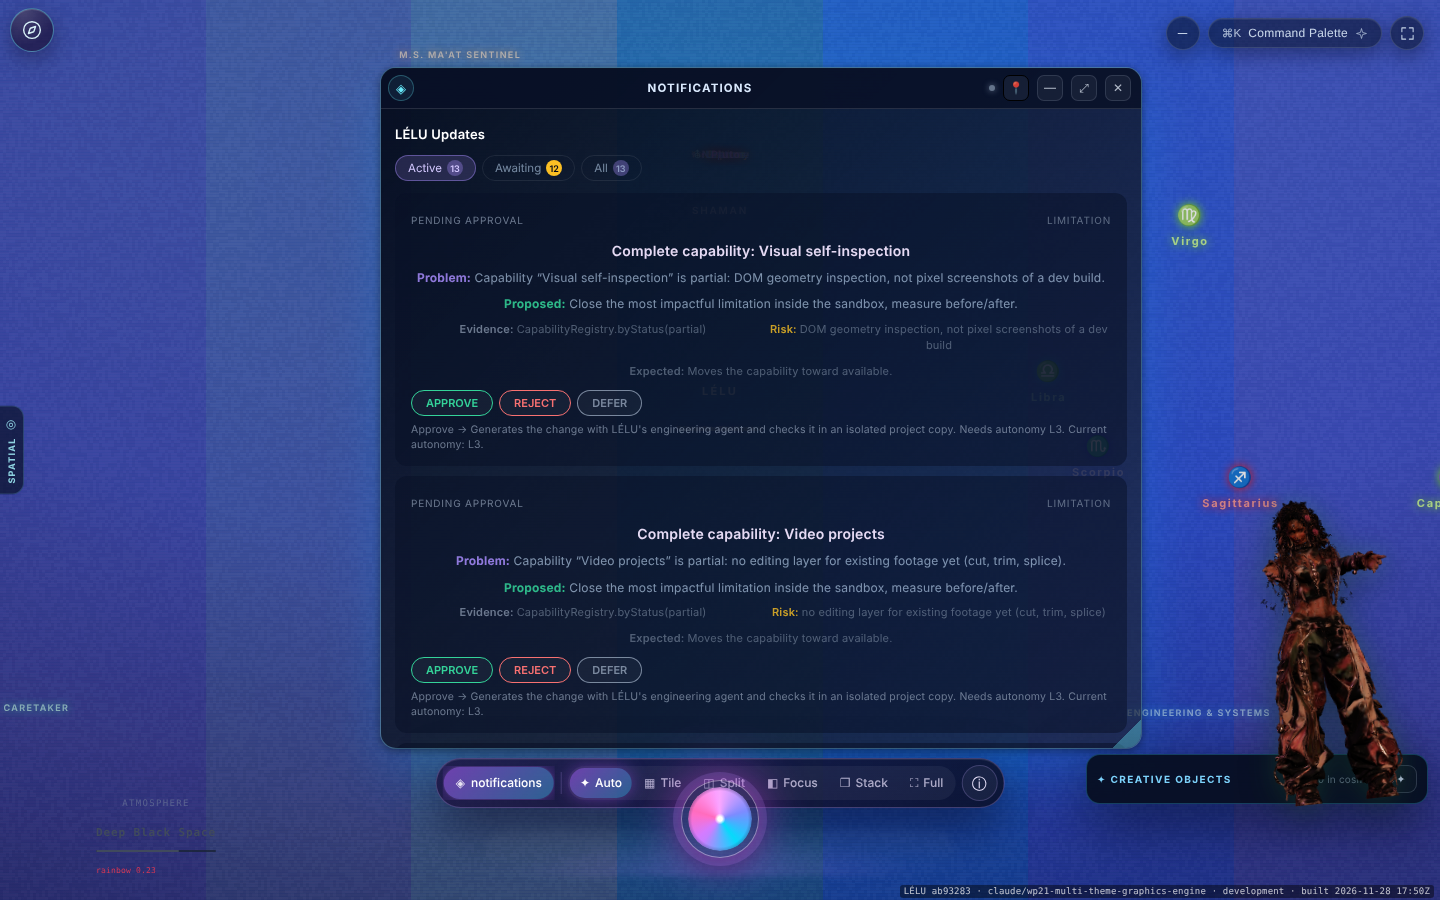 ⌘K Command Palette
M.S. MA'AT SENTINEL
NOTIFICATIONS
LÉLU Updates
Active 13
Awaiting 12
All 13
PENDING APPROVAL
LIMITATION
Complete capability: Visual self-inspection
Problem: Capability “Visual self-inspection” is partial: DOM geometry inspection, not pixel screenshots of a dev build.
Proposed: Close the most impactful limitation inside the sandbox, measure before/after.
Evidence: CapabilityRegistry.byStatus(partial)
Risk: DOM geometry inspection, not pixel screenshots of a dev
build
Expected: Moves the capability toward available.
LÉLU
APPROVE
REJECT
DEFER
Approve → Generates the change with LÉLU's engineering agent and checks it in an isolated project copy. Needs autonomy L3. Current
autonomy: L3.
PENDING APPROVAL
LIMITATION
Complete capability: Video projects
Problem: Capability “Video projects” is partial: no editing layer for existing footage yet (cut, trim, splice).
Proposed: Close the most impactful limitation inside the sandbox, measure before/after.
Evidence: CapabilityRegistry.byStatus(partial)
Risk: no editing layer for existing footage yet (cut, trim, splice)
Expected: Moves the capability toward available.
APPROVE
REJECT
DEFER
Approve → Generates the change with LÉLU's engineering agent and checks it in an isolated project copy. Needs autonomy L3. Current
autonomy: L3.
Virgo
Libra
Scorpio
Sagittarius
Cap
SPATIAL
CARETAKER
ENGINEERING & SYSTEMS
notifications
Auto
Tile
Split
Focus
Stack
Full
CREATIVE OBJECTS
ATMOSPHERE
Deep Black Space
rainbow 0.23
LÉLU ab93283 · claude/wp21-multi-theme-graphics-engine · development · built 2026-11-28 17:50Z